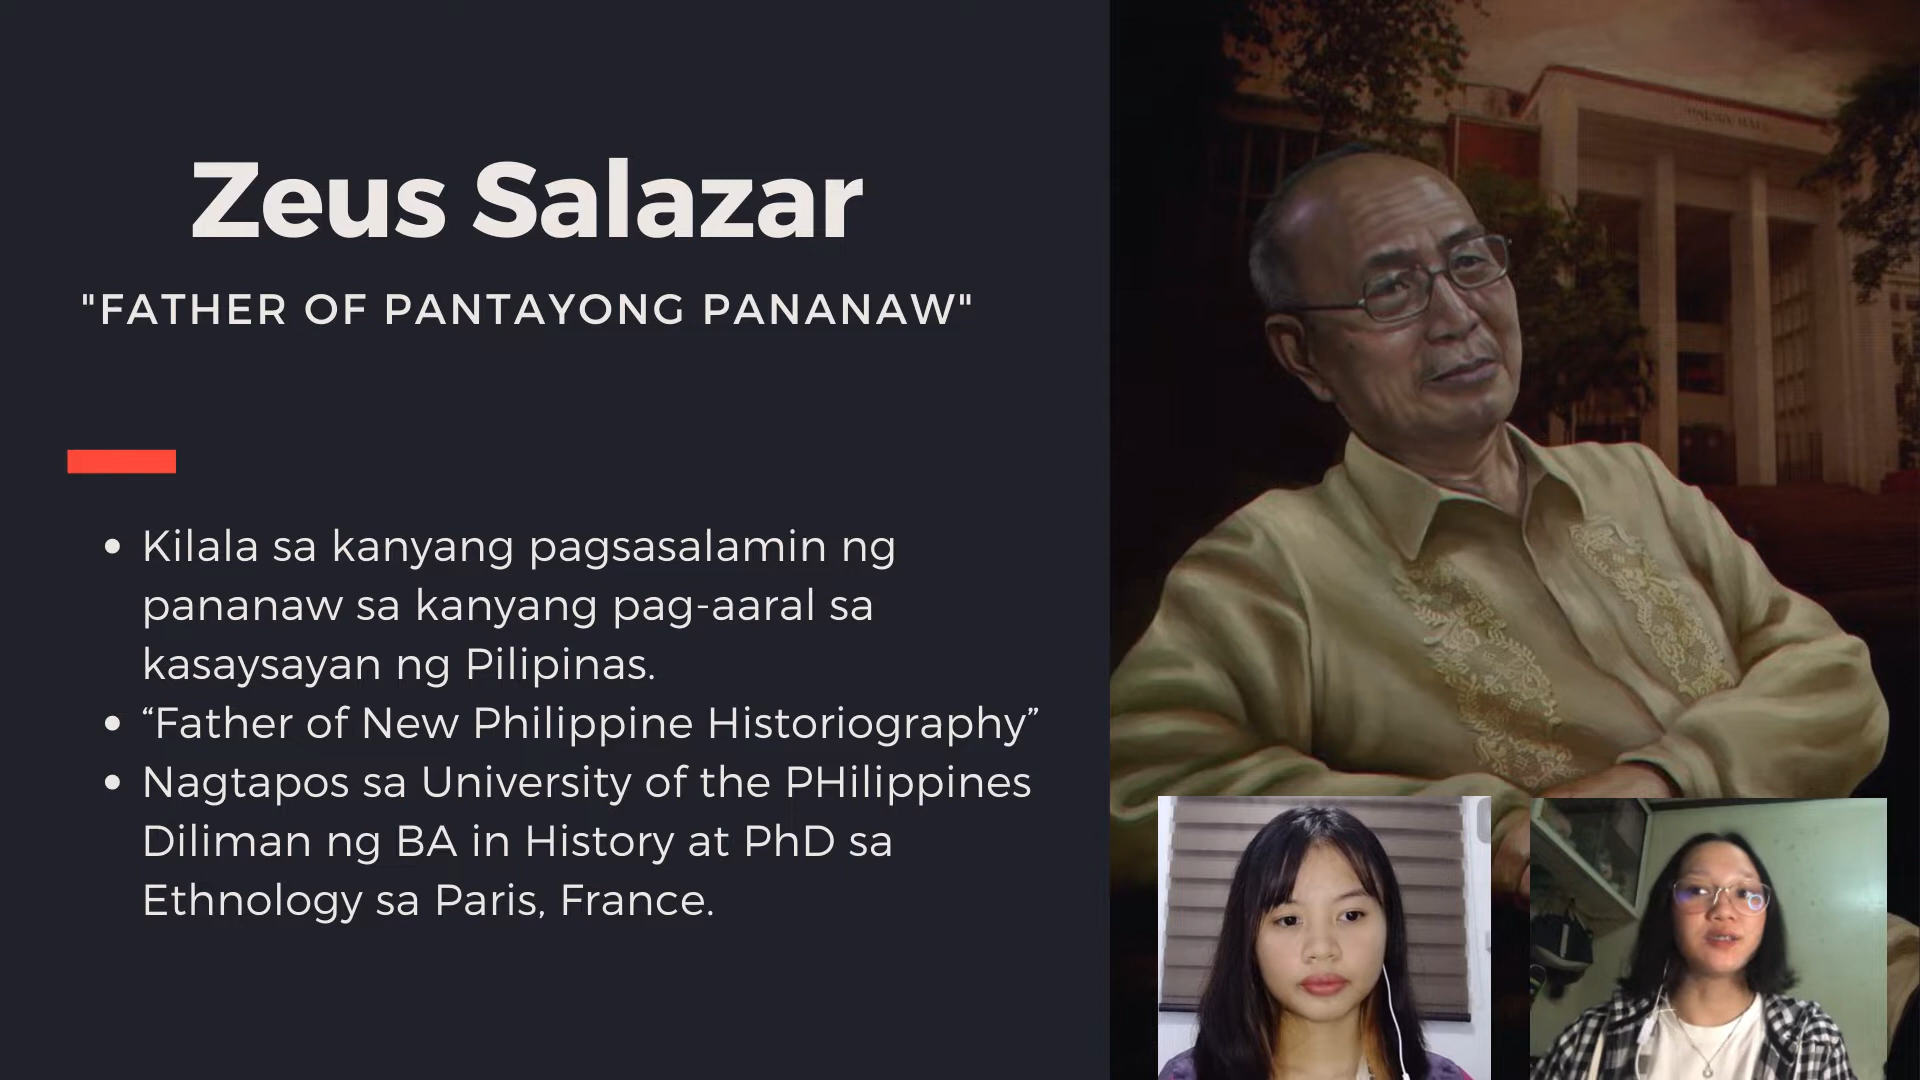 Zeus Salazar
"FATHER OF PANTAYONG PANANAW"
• Kilala sa kanyang pagsasalamin ng
pananaw sa kanyang pag-aaral sa
kasaysayan ng Pilipinas.
• “Father of New Philippine Historiography”
• Nagtapos sa University of the PHilippines
Diliman ng BA in History at PhD sa
Ethnology sa Paris, France.